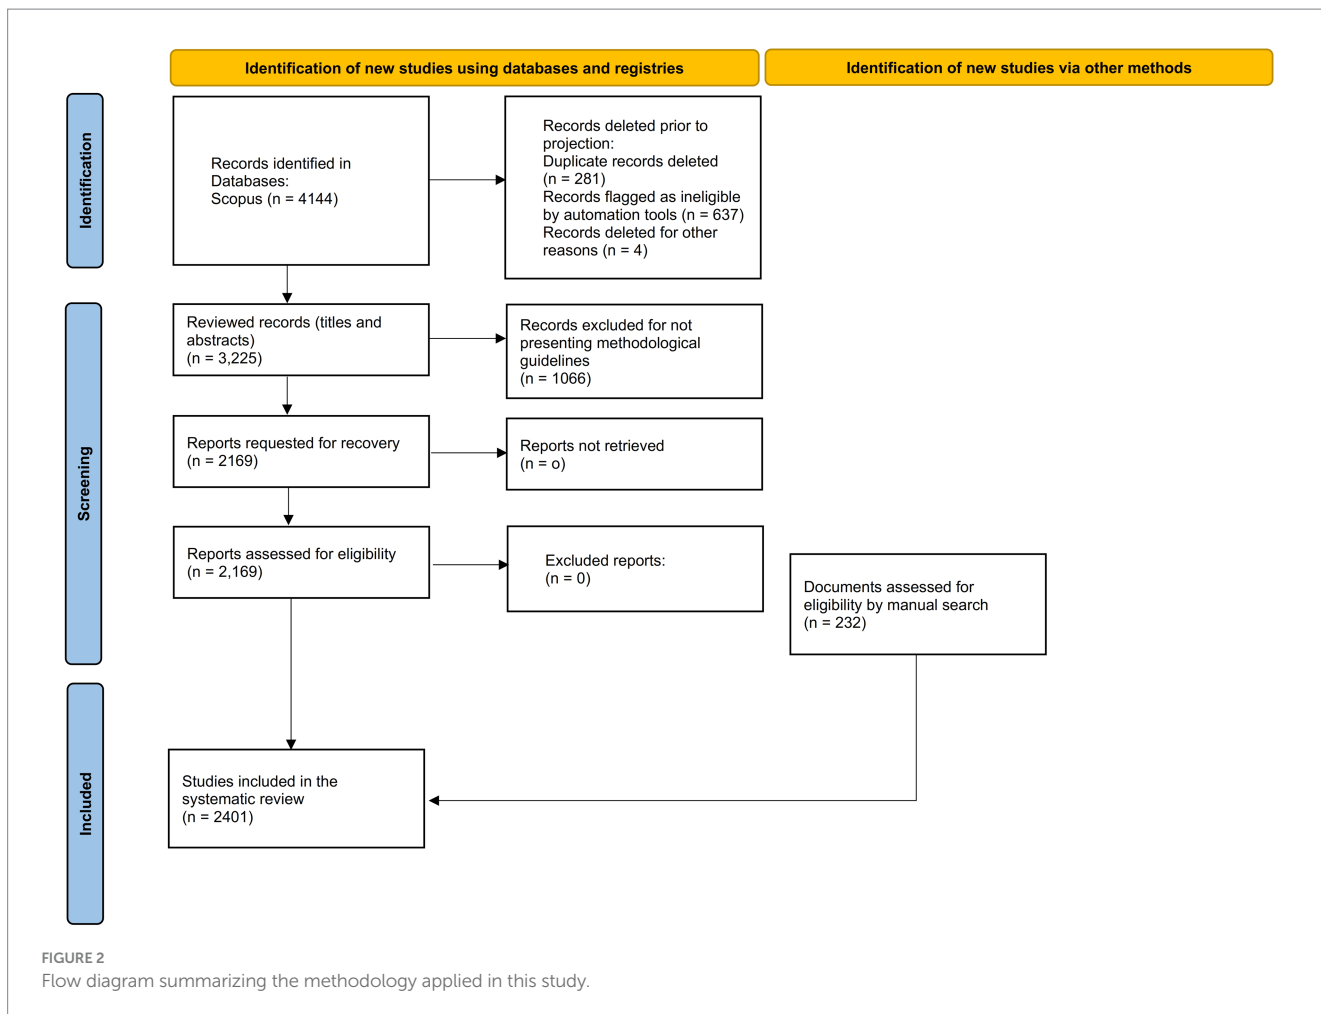 Identification of new studies using databases and registries
Identification of new studies via other methods
Identification
Records identified in
Databases:
Scopus (n = 4144)
Records deleted prior to
projection:
Duplicate records deleted
(n = 281)
Records flagged as ineligible
by automation tools (n = 637)
Records deleted for other
reasons (n = 4)
Screening
Reviewed records (titles and
abstracts)
(n = 3,225)
Records excluded for not
presenting methodological
guidelines
(n = 1066)
Reports requested for recovery
(n = 2169)
Reports not retrieved
(n = o)
Reports assessed for eligibility
(n = 2,169)
Excluded reports:
(n = 0)
Documents assessed for
eligibility by manual search
(n = 232)
Included
Studies included in the
systematic review
(n = 2401)
FIGURE 2
Flow diagram summarizing the methodology applied in this study.